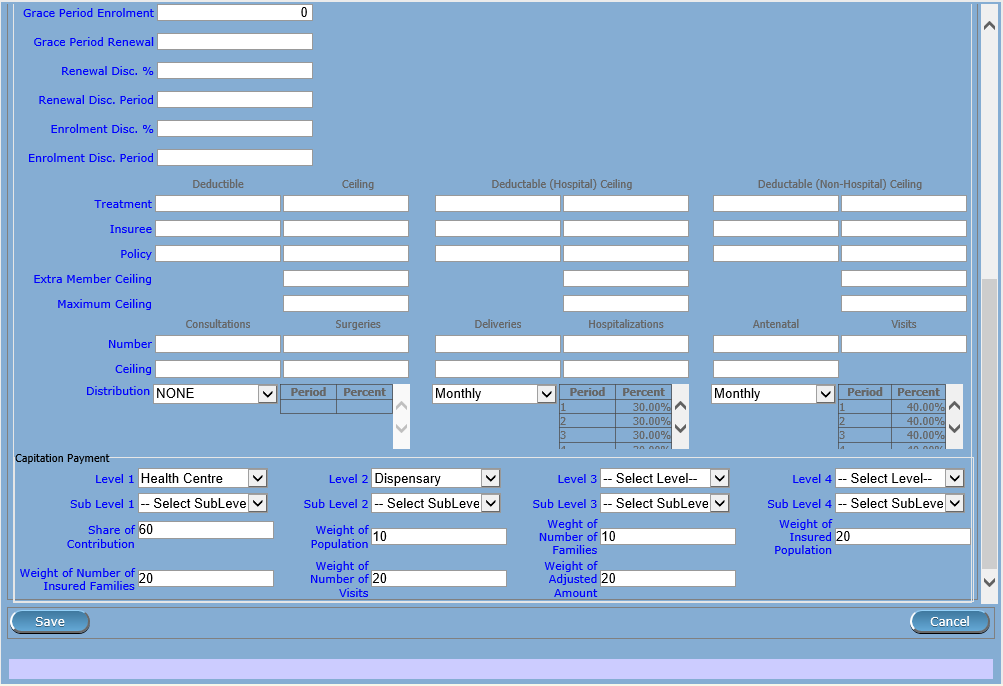 Grace Period Enrolment 0
Grace Period Renewal
Renewal Disc. %
Renewal Disc. Period
Enrolment Disc. %
Enrolment Disc. Period
Deductible Ceiling Deductable (Hospital) Ceiling Deductable (Non-Hospital) Ceiling
Treatment
Insuree
Policy
Extra Member Ceiling
Maximum Ceiling
Consultations Surgeries Deliveries Hospitalizations Antenatal Visits
Number
Ceiling
Distribution NONE Period Percent Monthly Period Percent Monthly Period Percent
1 30.00% 1 40.00%
2 30.00% 2 40.00%
3 30.00% 3 40.00%
Capitation Payment
Level 1 Health Centre Level 2 Dispensary Level 3 -- Select Level-- Level 4 -- Select Level--
Sub Level 1 -- Select SubLeve Sub Level 2 -- Select SubLeve Sub Level 3 -- Select SubLeve Sub Level 4 -- Select SubLeve
Share of Contribution 60 Weight of Population 10 Weght of Number of Families 10 Weight of Insured Population 20
Weight of Number of Insured Families 20 Weight of Number of Visits 20 Weight of Adjusted Amount 20
Save Cancel